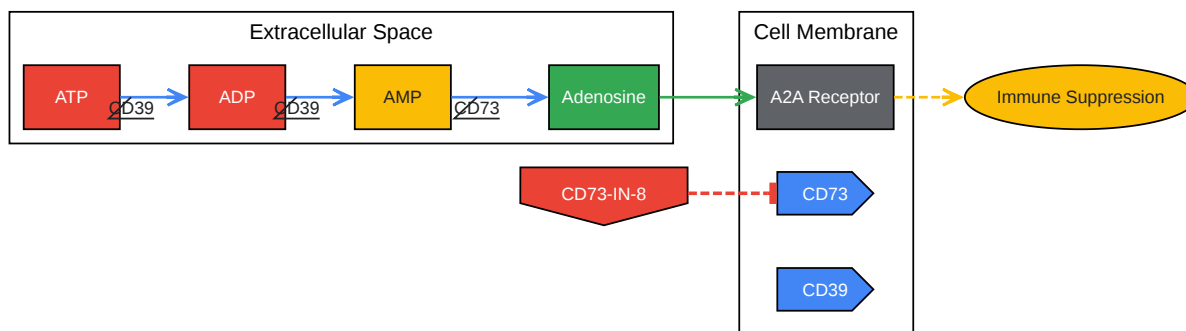 Extracellular Space
Cell Membrane
ATP
CD39
ADP
CD39
AMP
CD73
Adenosine
A2A Receptor
Immune Suppression
CD73-IN-8
CD73
CD39